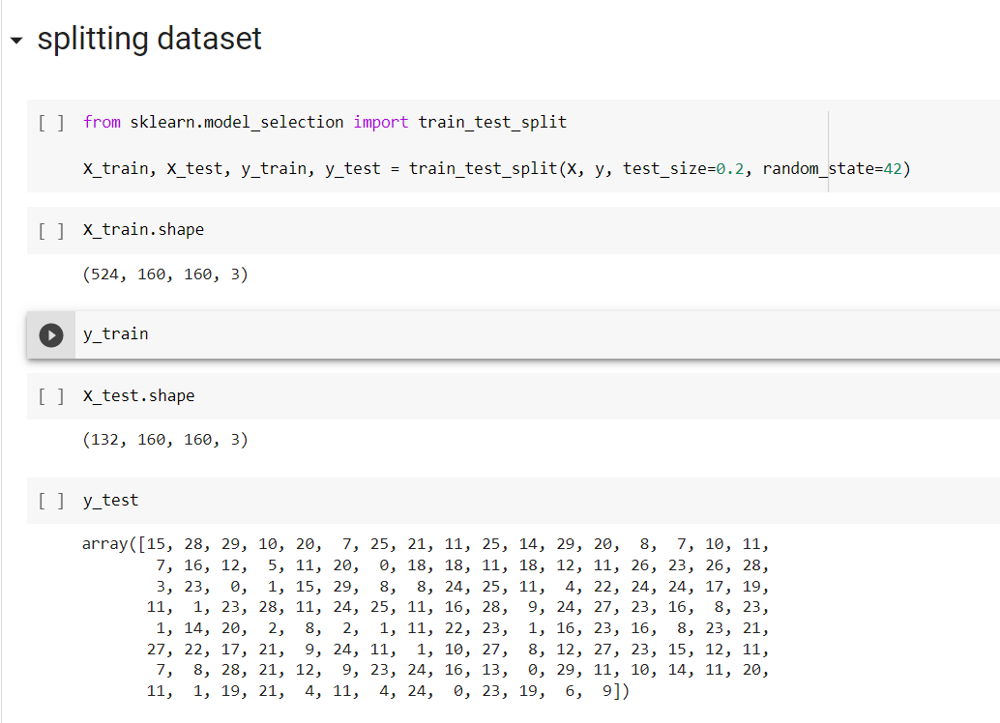 splitting dataset
[ ] from sklearn.model_selection import train_test_split
X_train, X_test, y_train, y_test = train_test_split(X, y, test_size=0.2, random_state=42)
[ ] X_train.shape
(524, 160, 160, 3)
y_train
[ ] X_test.shape
(132, 160, 160, 3)
[ ] y_test
array([15, 28, 29, 10, 20,  7, 25, 21, 11, 25, 14, 29, 20,  8,  7, 10, 11,
        7, 16, 12,  5, 11, 20,  0, 18, 18, 11, 18, 12, 11, 26, 23, 26, 28,
        3, 23,  0,  1, 15, 29,  8,  8, 24, 25, 11,  4, 22, 24, 24, 17, 19,
       11,  1, 23, 28, 11, 24, 25, 11, 16, 28,  9, 24, 27, 23, 16,  8, 23,
        1, 14, 20,  2,  8,  2,  1, 11, 22, 23,  1, 16, 23, 16,  8, 23, 21,
       27, 22, 17, 21,  9, 24, 11,  1, 10, 27,  8, 12, 27, 23, 15, 12, 11,
        7,  8, 28, 21, 12,  9, 23, 24, 16, 13,  0, 29, 11, 10, 14, 11, 20,
       11,  1, 19, 21,  4, 11,  4, 24,  0, 23, 19,  6,  9])